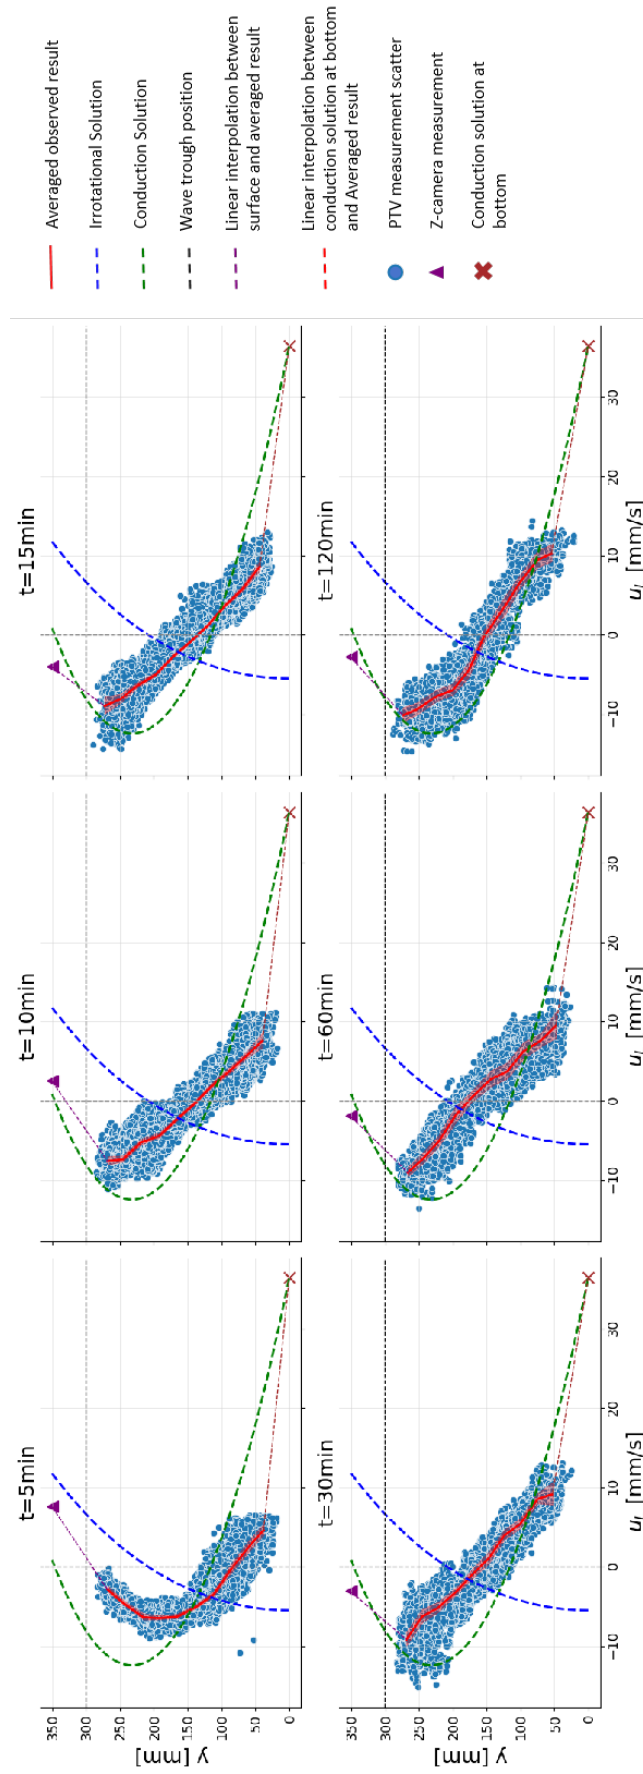 t=5min
t=10min
t=15min
y [mm]
350
300
250
200
150
100
50
0
t=30min
t=60min
t=120min
y [mm]
350
300
250
200
150
100
50
0
−10
0
10
20
30
−10
0
10
20
30
−10
0
10
20
30
u_l [mm/s]
u_l [mm/s]
u_l [mm/s]
Averaged observed result
Irrotational Solution
Conduction Solution
Wave trough position
Linear interpolation between
surface and averaged result
Linear interpolation between
conduction solution at bottom
and Averaged result
PTV measurement scatter
Z-camera measurement
Conduction solution at
bottom